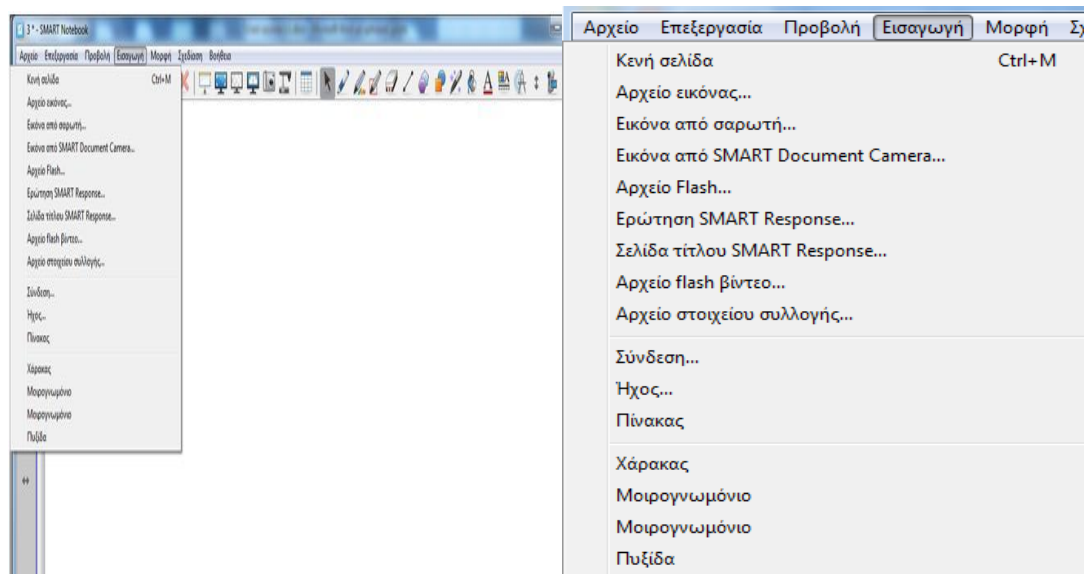 3 * - SMART Notebook
Αρχείο Επεξεργασία Προβολή Εισαγωγή Μορφή Σχεδίαση Βοήθεια
Κενή σελίδα Ctrl+M
Αρχείο εικόνας...
Εικόνα από σαρωτή...
Εικόνα από SMART Document Camera...
Αρχείο Flash...
Ερώτηση SMART Response...
Σελίδα τίτλου SMART Response...
Αρχείο flash βίντεο...
Αρχείο στοιχείου συλλογής...
Σύνδεση...
Ήχος...
Πίνακας
Χάρακας
Μοιρογνωμόνιο
Μοιρογνωμόνιο
Πυξίδα
Αρχείο Επεξεργασία Προβολή Εισαγωγή Μορφή
Κενή σελίδα Ctrl+M
Αρχείο εικόνας...
Εικόνα από σαρωτή...
Εικόνα από SMART Document Camera...
Αρχείο Flash...
Ερώτηση SMART Response...
Σελίδα τίτλου SMART Response...
Αρχείο flash βίντεο...
Αρχείο στοιχείου συλλογής...
Σύνδεση...
Ήχος...
Πίνακας
Χάρακας
Μοιρογνωμόνιο
Μοιρογνωμόνιο
Πυξίδα